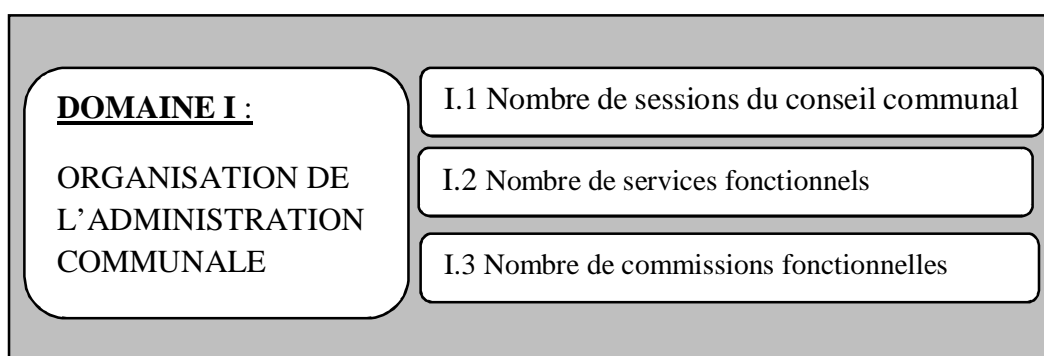 DOMAINE I :
ORGANISATION DE
L’ADMINISTRATION
COMMUNALE
I.1 Nombre de sessions du conseil communal
I.2 Nombre de services fonctionnels
I.3 Nombre de commissions fonctionnelles